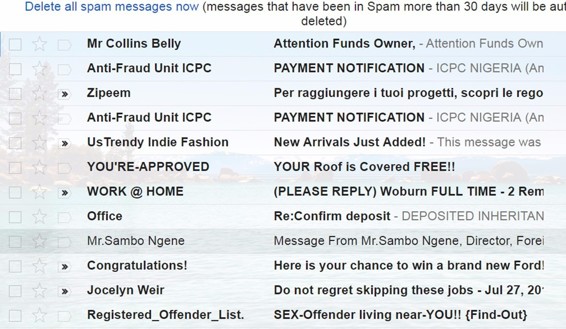 Delete all spam messages now (messages that have been in Spam more than 30 days will be aut
deleted)
Mr Collins Belly Attention Funds Owner, - Attention Funds Own
Anti-Fraud Unit ICPC PAYMENT NOTIFICATION - ICPC NIGERIA (An
Zipeem Per raggiungere i tuoi progetti, scopri le rego
Anti-Fraud Unit ICPC PAYMENT NOTIFICATION - ICPC NIGERIA (An
UsTrendy Indie Fashion New Arrivals Just Added! - This message was
YOU'RE-APPROVED YOUR Roof is Covered FREE!!
WORK @ HOME (PLEASE REPLY) Woburn FULL TIME - 2 Rem
Office Re:Confirm deposit - DEPOSITED INHERITAN
Mr.Sambo Ngene Message From Mr.Sambo Ngene, Director, Forei
Congratulations! Here is your chance to win a brand new Ford!
Jocelyn Weir Do not regret skipping these jobs - Jul 27, 20
Registered_Offender_List. SEX-Offender living near-YOU!! {Find-Out}